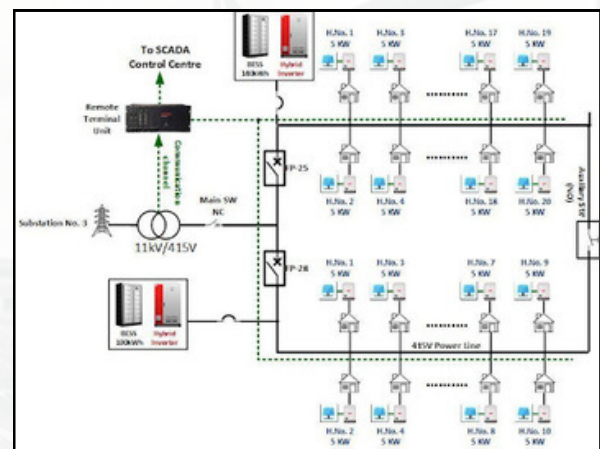 H.No. 1 H.No. 3 H.No. 17 H.No. 19
5 KW 5 KW 5 KW 5 KW
To SCADA
Control Centre
BESS Hybrid
100kWh Inverter
Remote
Terminal
Unit
Communication
channel
FP-25
H.No. 2 H.No. 4 H.No. 18 H.No. 20
5 KW 5 KW 5 KW 5 KW
Main SW
NC
Substation No. 3
11kV/415V
Auxiliary SW
(NO)
FP-28
H.No. 1 H.No. 3 H.No. 7 H.No. 9
5 KW 5 KW 5 KW 5 KW
BESS Hybrid
100kWh Inverter
415V Power Line
H.No. 2 H.No. 4 H.No. 8 H.No. 10
5 KW 5 KW 5 KW 5 KW